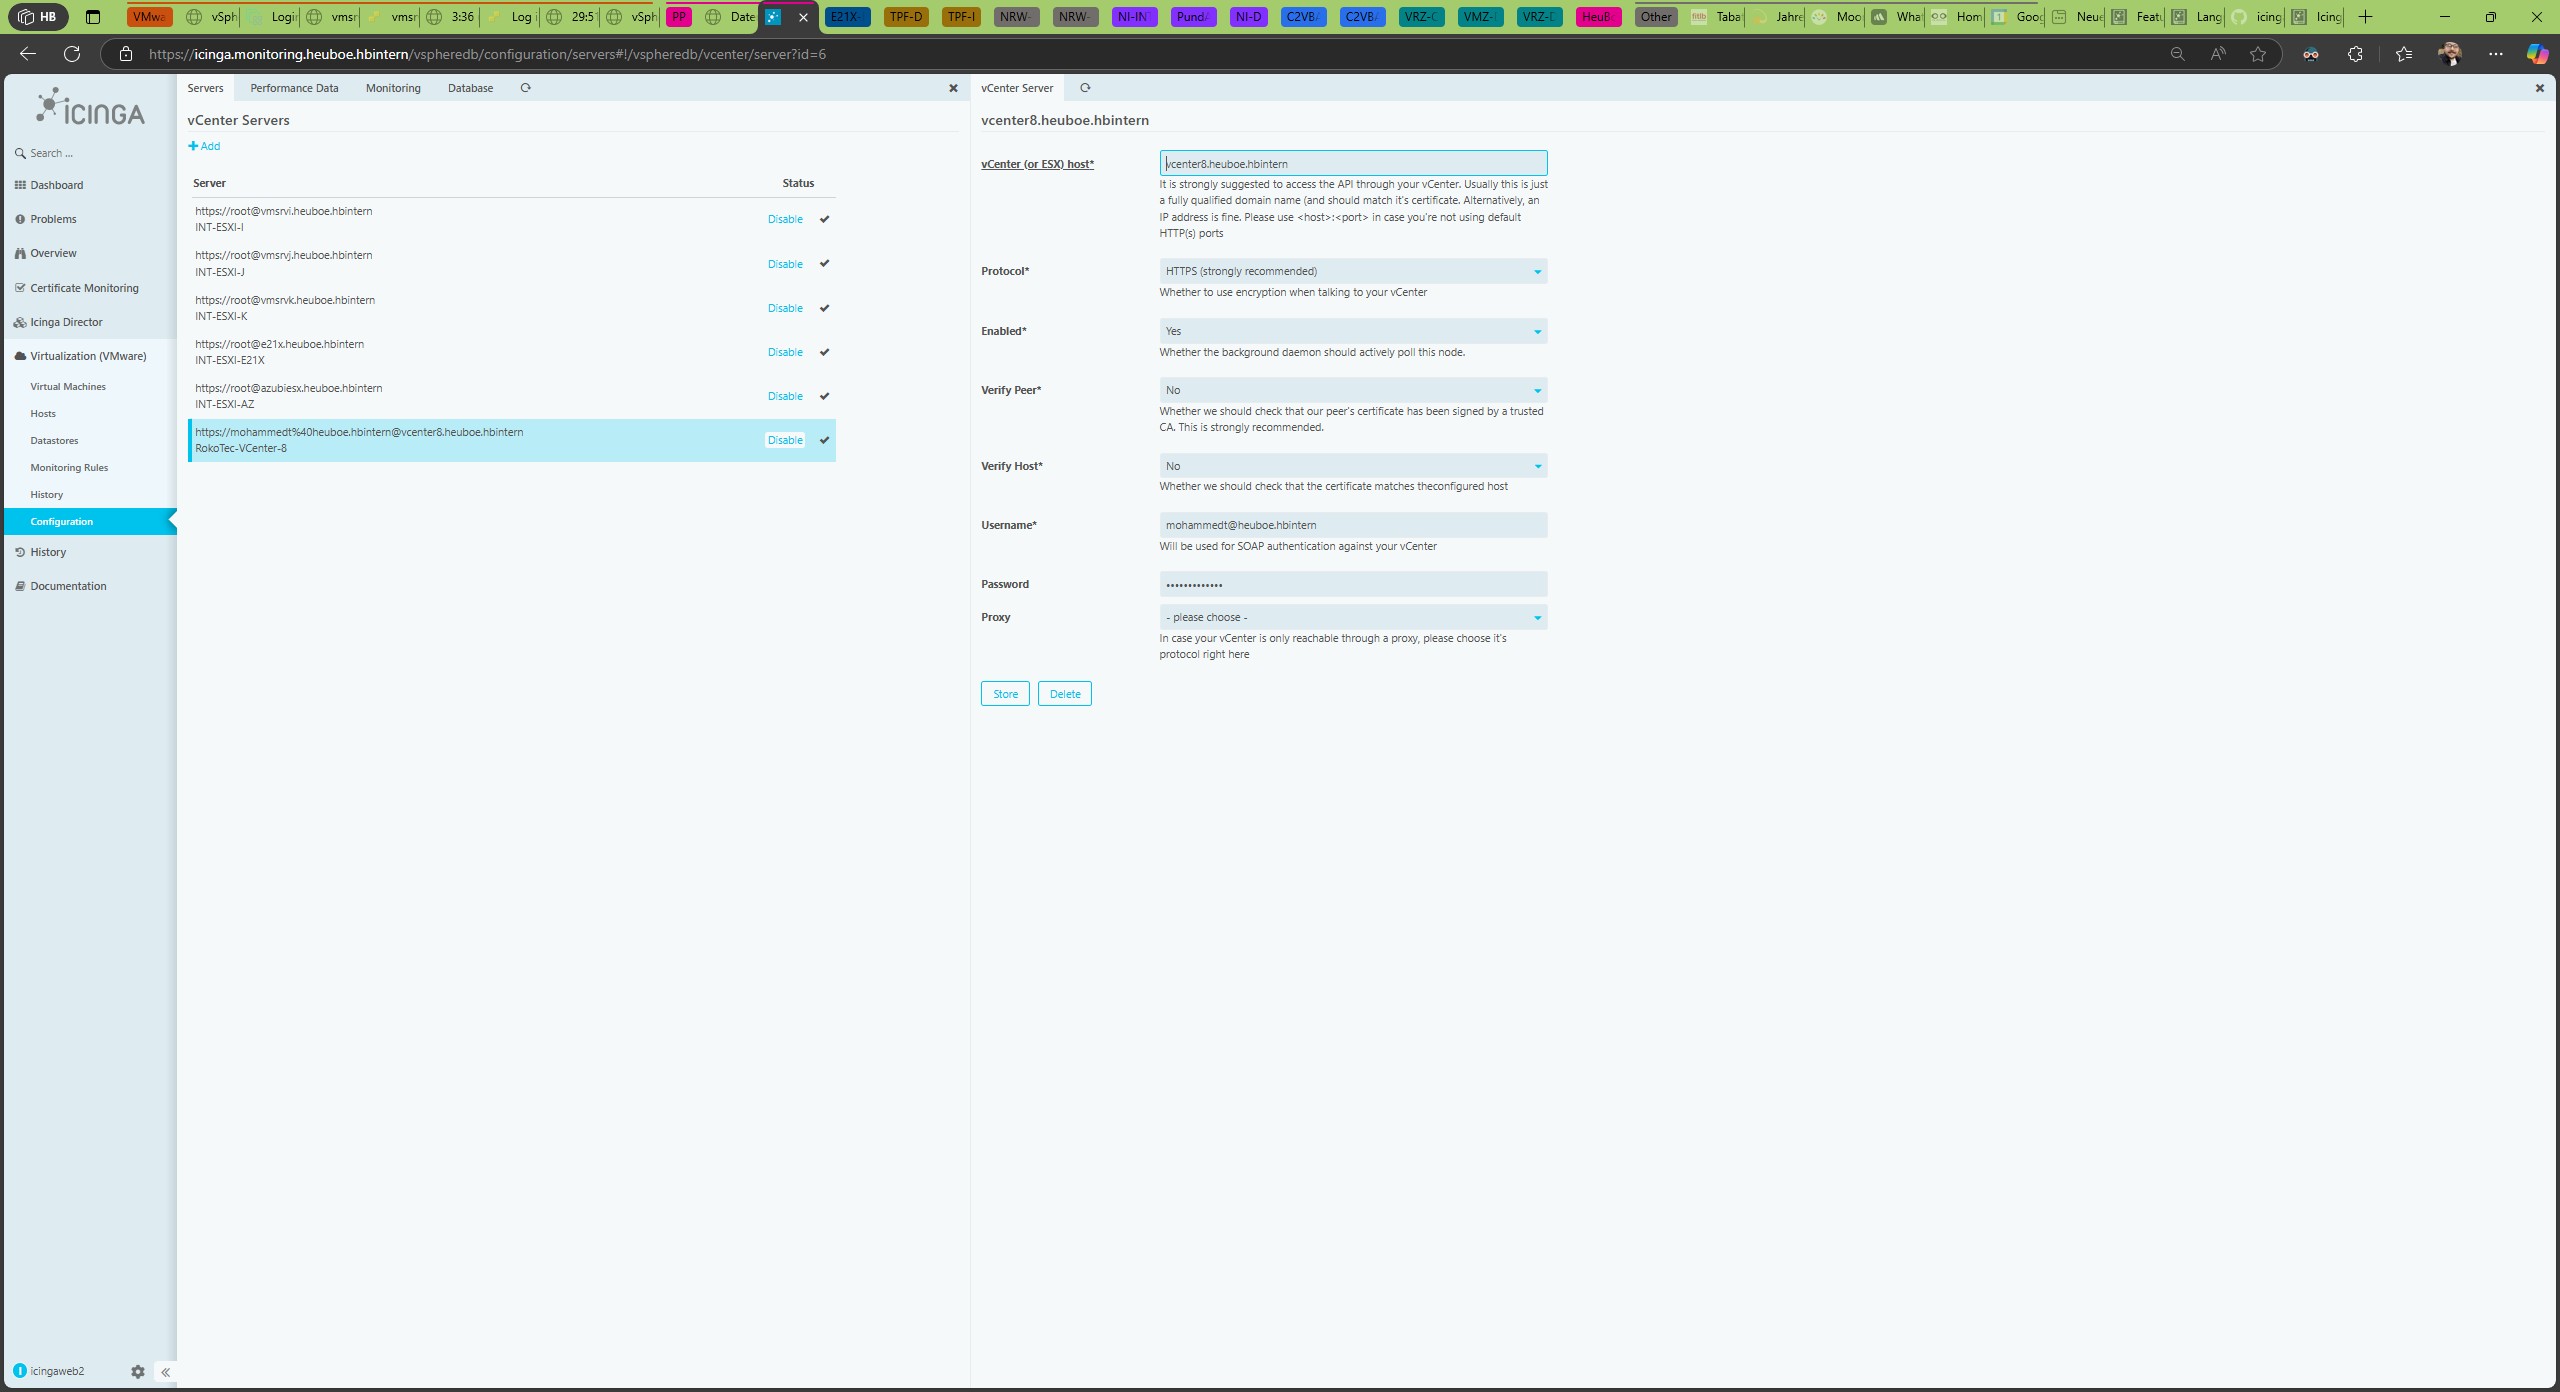 HB
VMwa
vSph
Login
vmsr
vmsr
3:36
Log i
29:51
vSph
PP
Date
E21X-
TPF-D
TPF-I
NRW-
NRW-
NI-INT
PundA
NI-D
C2VBA
C2VBA
VRZ-C
VMZ-
VRZ-D
HeuBo
Other
Taba
Jahre
Moo
What
Hom
Goog
Neue
Featu
Lang
icing
Icing
https://icinga.monitoring.heuboe.hbintern/vspheredb/configuration/servers#!/vspheredb/vcenter/server?id=6
ICINGA
Search ...
Dashboard
Problems
Overview
Certificate Monitoring
Icinga Director
Virtualization (VMware)
Virtual Machines
Hosts
Datastores
Monitoring Rules
History
Configuration
History
Documentation
icingaweb2
Servers
Performance Data
Monitoring
Database
vCenter Servers
Add
Server Status
https://root@vmsrvi.heuboe.hbintern
INT-ESXI-I
Disable
https://root@vmsrvj.heuboe.hbintern
INT-ESXI-J
Disable
https://root@vmsrvk.heuboe.hbintern
INT-ESXI-K
Disable
https://root@e21x.heuboe.hbintern
INT-ESXI-E21X
Disable
https://root@azubiesx.heuboe.hbintern
INT-ESXI-AZ
Disable
https://mohammedt%40heuboe.hbintern@vcenter8.heuboe.hbintern
RokoTec-VCenter-8
Disable
vCenter Server
vcenter8.heuboe.hbintern
vCenter (or ESX) host*
vcenter8.heuboe.hbintern
It is strongly suggested to access the API through your vCenter. Usually this is just
a fully qualified domain name (and should match it's certificate. Alternatively, an
IP address is fine. Please use <host>:<port> in case you're not using default
HTTP(s) ports
Protocol*
HTTPS (strongly recommended)
Whether to use encryption when talking to your vCenter
Enabled*
Yes
Whether the background daemon should actively poll this node.
Verify Peer*
No
Whether we should check that our peer's certificate has been signed by a trusted
CA. This is strongly recommended.
Verify Host*
No
Whether we should check that the certificate matches theconfigured host
Username*
mohammedt@heuboe.hbintern
Will be used for SOAP authentication against your vCenter
Password
•••••••••••••
Proxy
- please choose -
In case your vCenter is only reachable through a proxy, please choose it's
protocol right here
Store
Delete